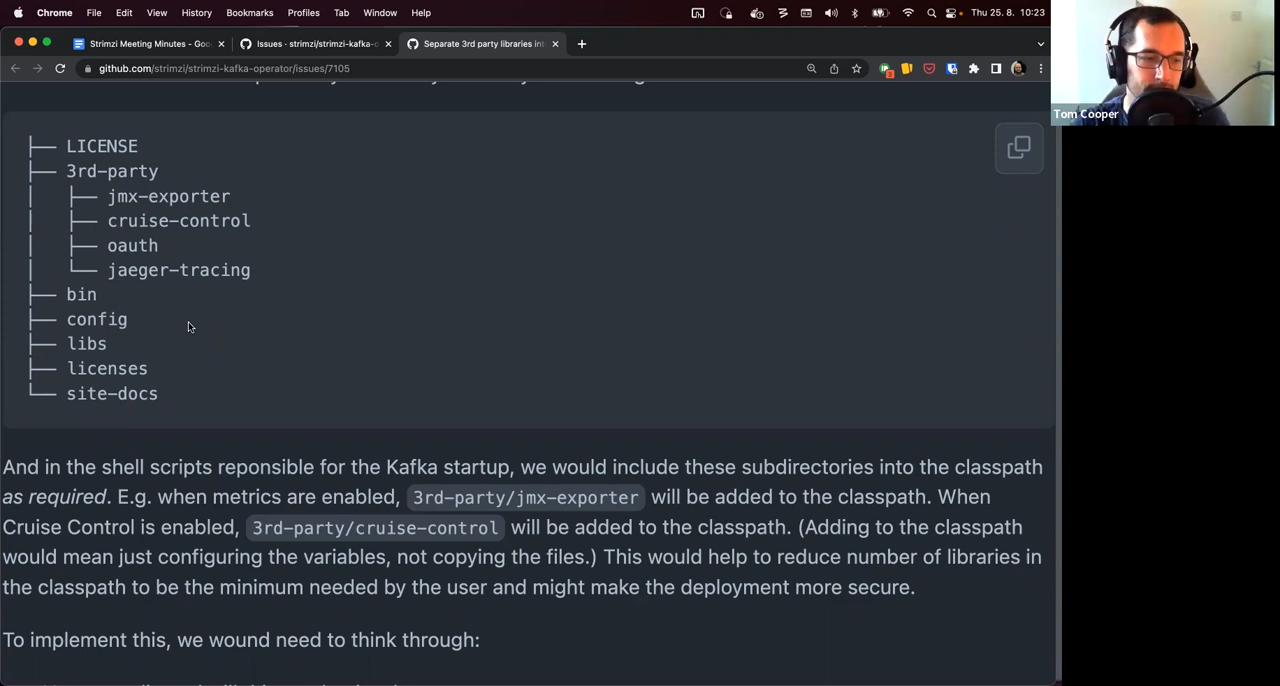 Chrome File Edit View History Bookmarks Profiles Tab Window Help Thu 25. 8. 10:23
Strimzi Meeting Minutes - Goo Issues · strimzi/strimzi-kafka-o Separate 3rd party libraries int
github.com/strimzi/strimzi-kafka-operator/issues/7105
Tom Cooper
├── LICENSE
├── 3rd-party
│ ├── jmx-exporter
│ ├── cruise-control
│ ├── oauth
│ └── jaeger-tracing
├── bin
├── config
├── libs
├── licenses
└── site-docs
And in the shell scripts reponsible for the Kafka startup, we would include these subdirectories into the classpath
as required. E.g. when metrics are enabled, 3rd-party/jmx-exporter will be added to the classpath. When
Cruise Control is enabled, 3rd-party/cruise-control will be added to the classpath. (Adding to the classpath
would mean just configuring the variables, not copying the files.) This would help to reduce number of libraries in
the classpath to be the minimum needed by the user and might make the deployment more secure.
To implement this, we wound need to think through: